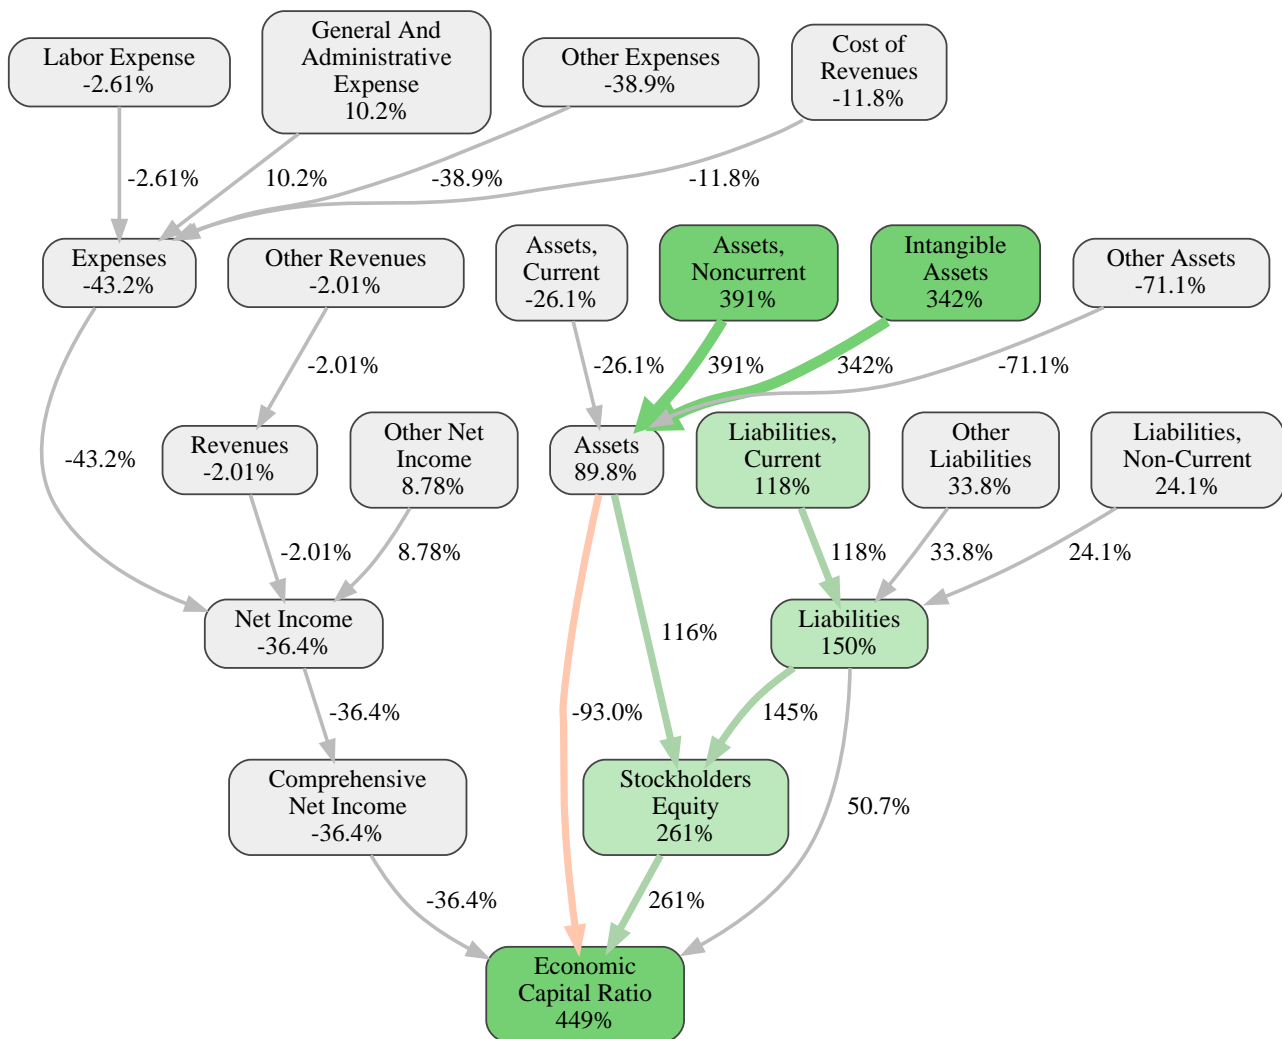 Labor Expense
-2.61%
General And
Administrative
Expense
10.2%
Other Expenses
-38.9%
Cost of
Revenues
-11.8%
-2.61%
10.2%
-38.9%
-11.8%
Expenses
-43.2%
Other Revenues
-2.01%
Assets,
Current
-26.1%
Assets,
Noncurrent
391%
Intangible
Assets
342%
Other Assets
-71.1%
-2.01%
-26.1%
391%
342%
-71.1%
-43.2%
Revenues
-2.01%
Other Net
Income
8.78%
Assets
89.8%
Liabilities,
Current
118%
Other
Liabilities
33.8%
Liabilities,
Non-Current
24.1%
-2.01%
8.78%
118%
33.8%
24.1%
Net Income
-36.4%
116%
Liabilities
150%
-36.4%
-93.0%
145%
Comprehensive
Net Income
-36.4%
Stockholders
Equity
261%
50.7%
-36.4%
261%
Economic
Capital Ratio
449%